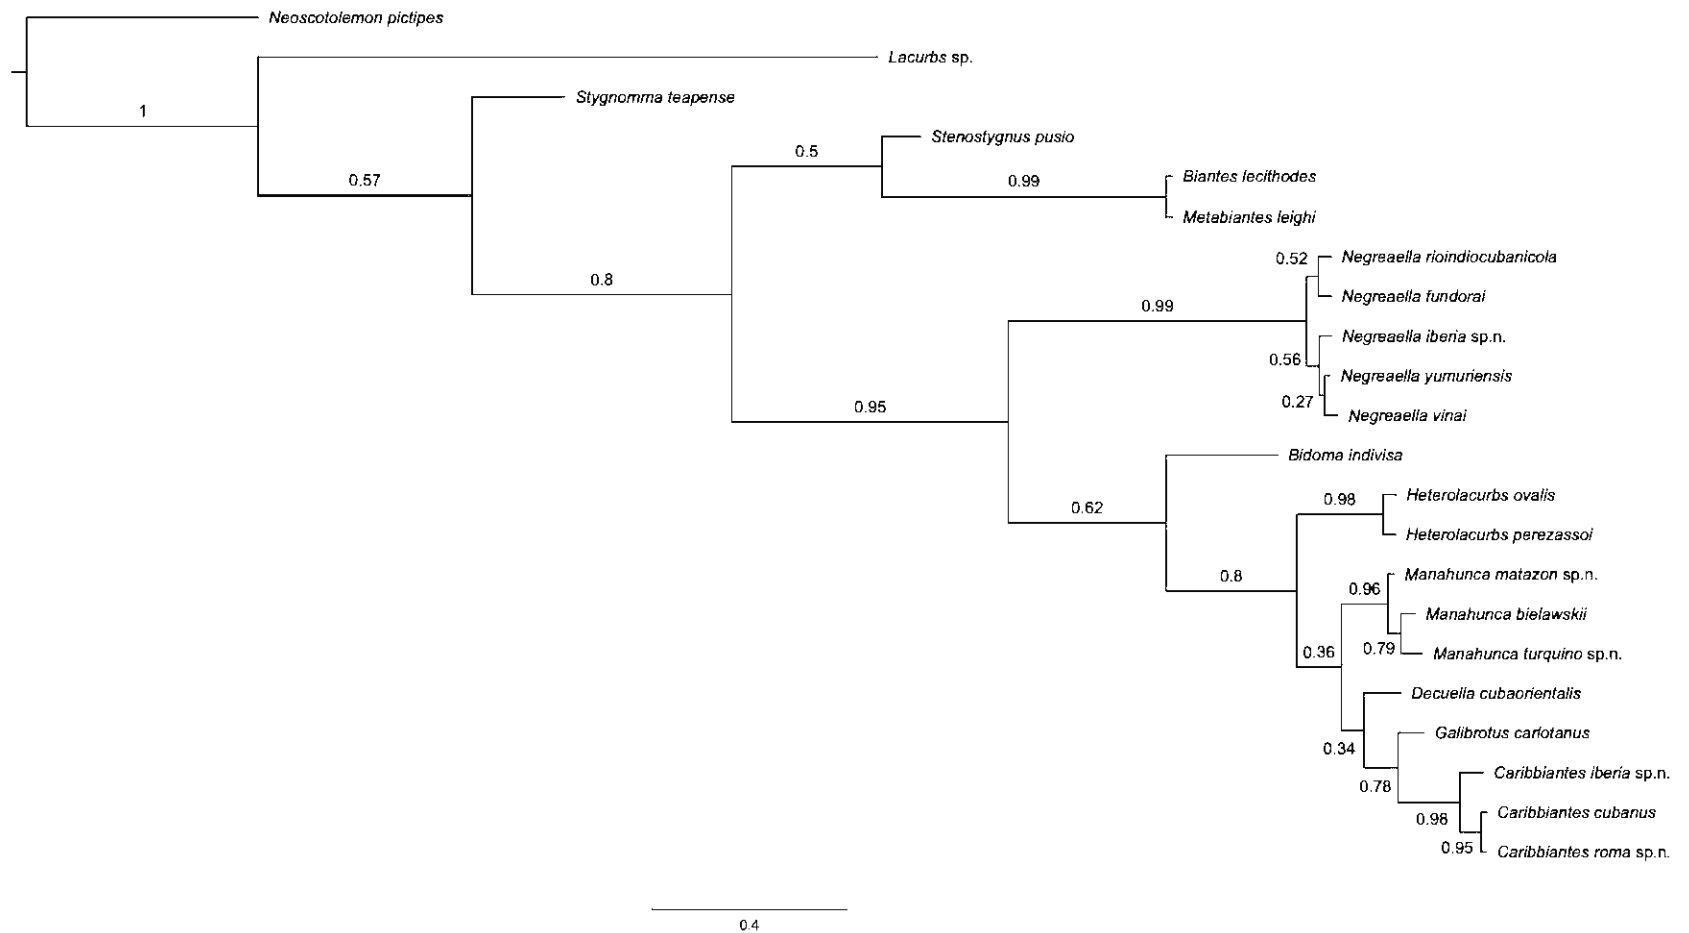 Neoscotolemon pictipes
Lacurbs sp.
1
Stygnomma teapense
Stenostygnus pusio
0.5
0.57
0.99
Biantes lecithodes
Metabiantes leighi
0.8
0.52
Negreaella rioindiocubanicola
Negreaella fundorai
0.99
Negreaella iberia sp.n.
0.56
Negreaella yumuriensis
0.27
Negreaella vinai
0.95
Bidoma indivisa
0.62
0.98
Heterolacurbs ovalis
Heterolacurbs perezassoi
0.8
Manahunca matazon sp.n.
0.96
Manahunca bielawskii
0.36
0.79
Manahunca turquino sp.n.
Decuella cubaorientalis
Galibrotus carlotanus
0.34
Caribbiantes iberia sp.n.
0.78
Caribbiantes cubanus
0.98
0.95
Caribbiantes roma sp.n.
0.4